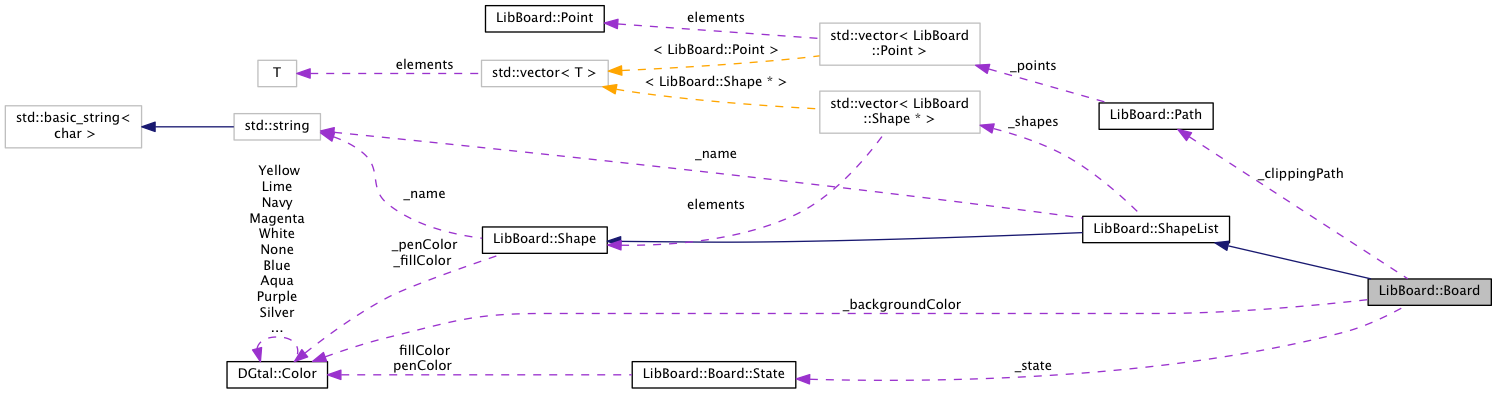 LibBoard::Point
elements
std::vector< LibBoard
::Point >
< LibBoard::Point >
T
elements
std::vector< T >
_points
< LibBoard::Shape * >
std::vector< LibBoard
::Shape * >
LibBoard::Path
std::basic_string<
char >
std::string
_shapes
_name
_clippingPath
Yellow
Lime
Navy
Magenta
White
None
Blue
Aqua
Purple
Silver
...
_name
elements
LibBoard::Shape
LibBoard::ShapeList
_penColor
_fillColor
LibBoard::Board
_backgroundColor
fillColor
penColor
DGtal::Color
LibBoard::Board::State
_state